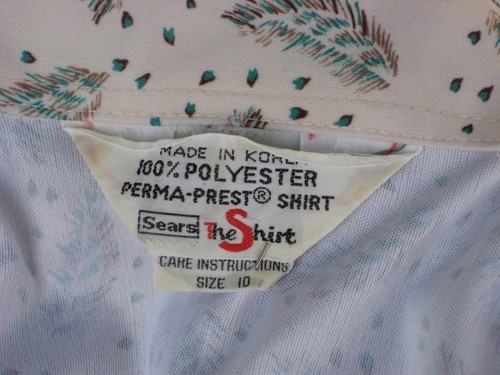 MADE IN KOREA
100% POLYESTER
PERMA-PREST® SHIRT
Sears The Shirt
CARE INSTRUCTIONS
SIZE 10